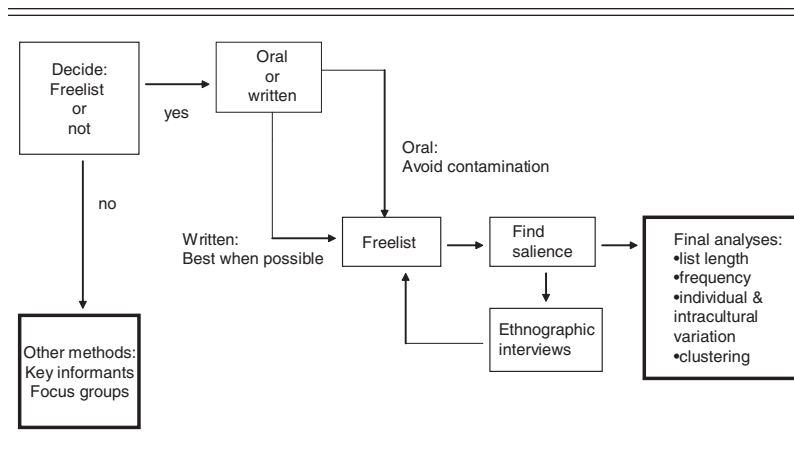 Decide:
Freelist
or
not
yes
no
Oral
or
written
Oral:
Avoid contamination
Written:
Best when possible
Freelist
Find
salience
Ethnographic
interviews
Final analyses:
•list length
•frequency
•individual &
intracultural
variation
•clustering
Other methods:
Key informants
Focus groups